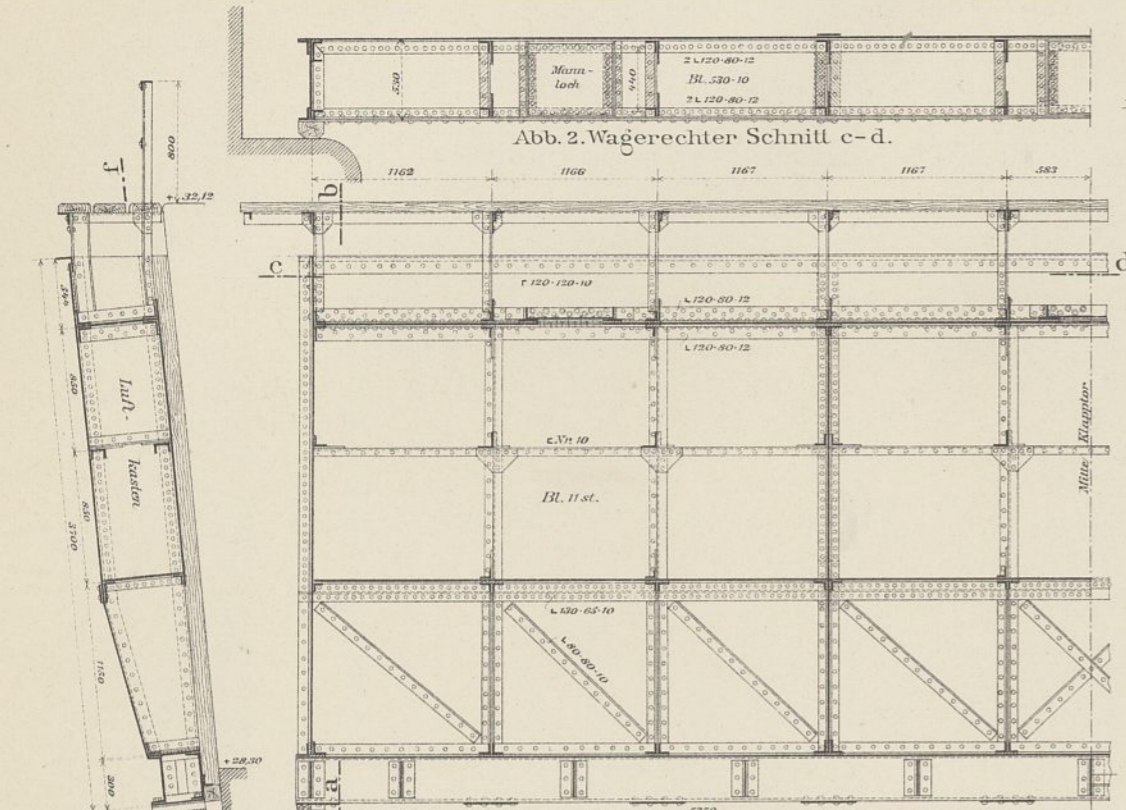 Mann-
loch
530
440
2 ∟120·80·12
Bl. 530·10
2 ∟120·80·12
Abb. 2. Wagerechter Schnitt c-d.
1162
1166
1167
1167
583
800
f
b
+ 32,12
c
d
∟120·120·10
∟120·80·12
∟120·80·12
850
Luft-
kasten
850
3700
⊏Nr. 10
Bl. 11 st.
Mitte Klapptor
∟130·65·10
∟80·80·10
1150
+ 28,30
300
a